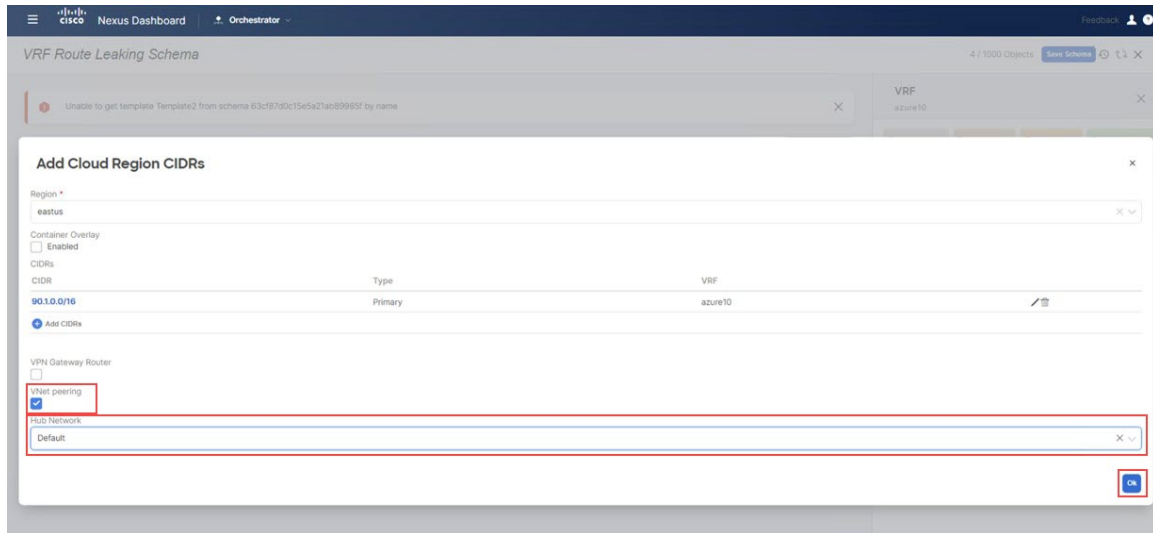 cisco Nexus Dashboard Orchestrator Feedback
VRF Route Leaking Schema 4 / 1000 Objects Save Schema
Unable to get template Template2 from schema 63cf87d0c15e5a21ab89985f by name
VRF
azure10
Add Cloud Region CIDRs
Region *
eastus
Container Overlay
Enabled
CIDRs
CIDR Type VRF
90.1.0.0/16 Primary azure10
Add CIDRs
VPN Gateway Router
VNet peering
Hub Network
Default
Ok